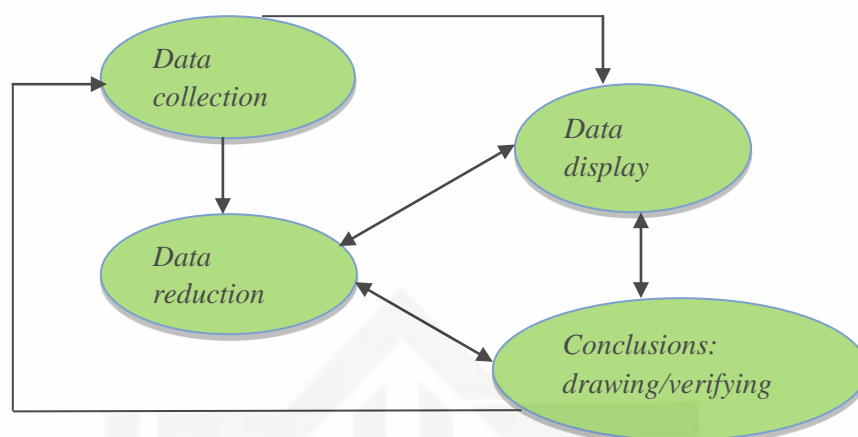 Data
collection
Data
display
Data
reduction
Conclusions:
drawing/verifying